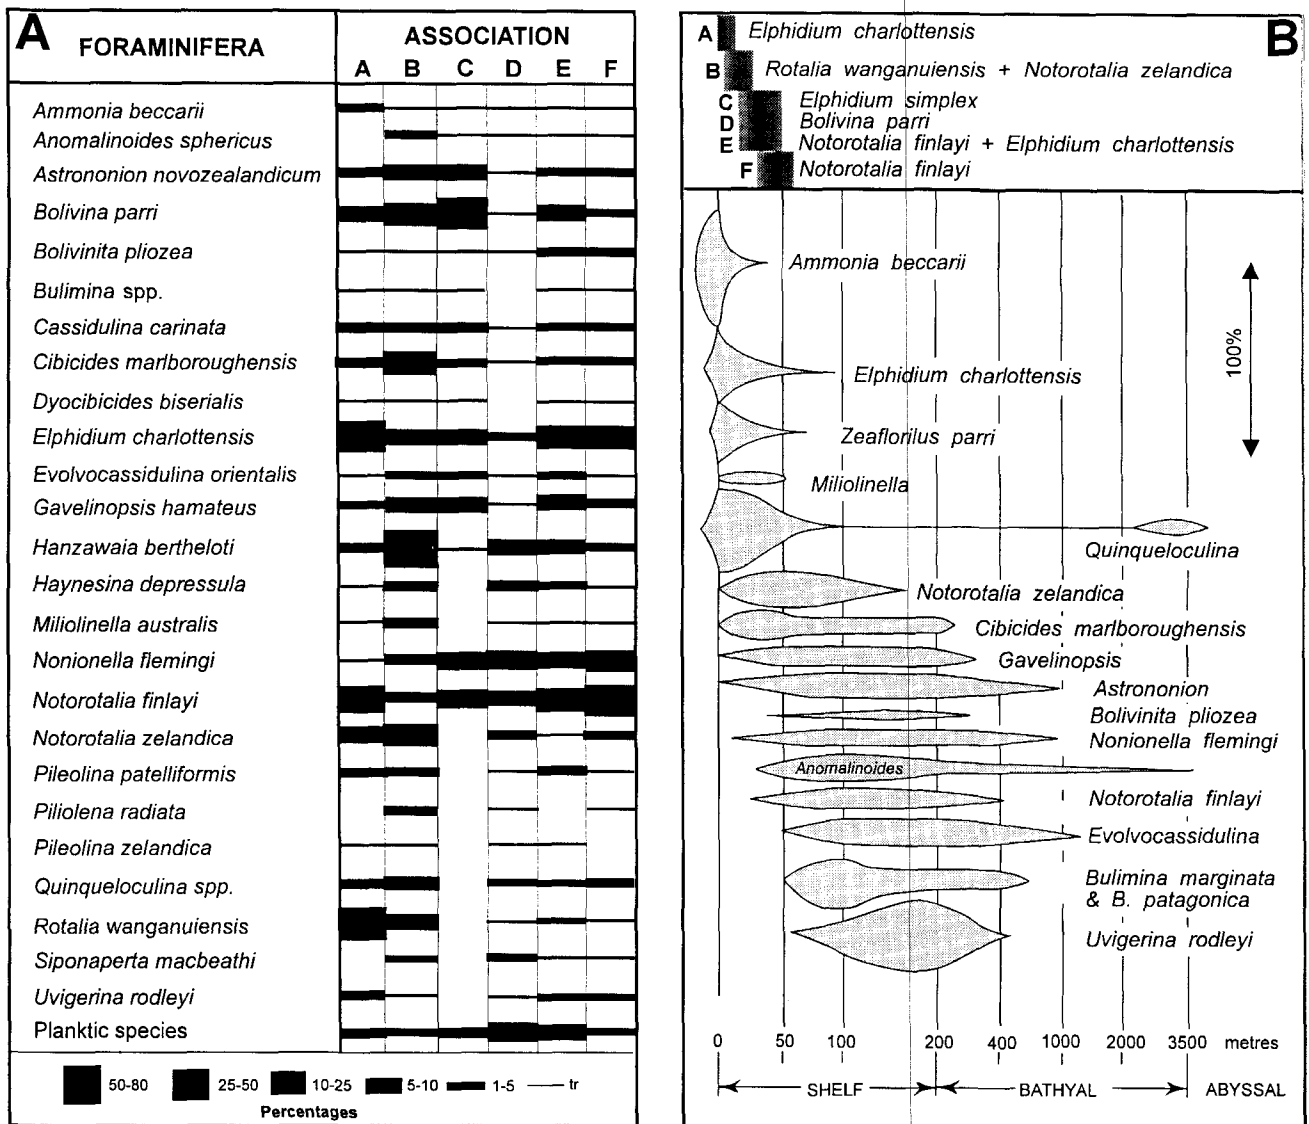 A
FORAMINIFERA
ASSOCIATION
A B C D E F
Ammonia beccarii
Anomalinoides sphericus
Astrononion novozealandicum
Bolivina parri
Bolivinita pliozea
Bulimina spp.
Cassidulina carinata
Cibicides marlboroughensis
Dyocibicides biserialis
Elphidium charlottensis
Evolvocassidulina orientalis
Gavelinopsis hamateus
Hanzawaia bertheloti
Haynesina depressula
Miliolinella australis
Nonionella flemingi
Notorotalia finlayi
Notorotalia zelandica
Pileolina patelliformis
Piliolena radiata
Pileolina zelandica
Quinqueloculina spp.
Rotalia wanganuiensis
Siponaperta macbeathi
Uvigerina rodleyi
Planktic species
50-80 25-50 10-25 5-10 1-5 tr
Percentages
B
A Elphidium charlottensis
B Rotalia wanganuiensis + Notorotalia zelandica
C Elphidium simplex
D Bolivina parri
E Notorotalia finlayi + Elphidium charlottensis
F Notorotalia finlayi
Ammonia beccarii
100%
Elphidium charlottensis
Zeaflorilus parri
Miliolinella
Quinqueloculina
Notorotalia zelandica
Cibicides marlboroughensis
Gavelinopsis
Astrononion
Bolivinita pliozea
Nonionella flemingi
Anomalinoides
Notorotalia finlayi
Evolvocassidulina
Bulimina marginata
& B. patagonica
Uvigerina rodleyi
0 50 100 200 400 1000 2000 3500 metres
SHELF BATHYAL ABYSSAL